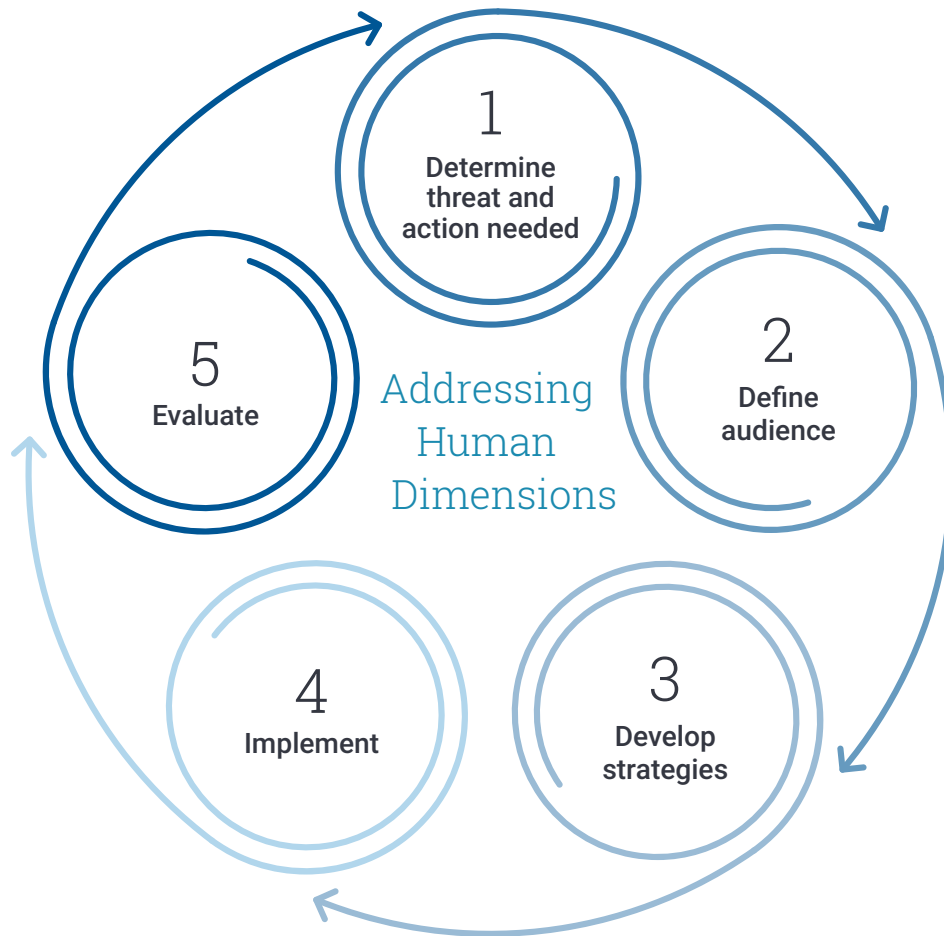 1
Determine
threat and
action needed
2
Define
audience
3
Develop
strategies
4
Implement
5
Evaluate
Addressing
Human
Dimensions